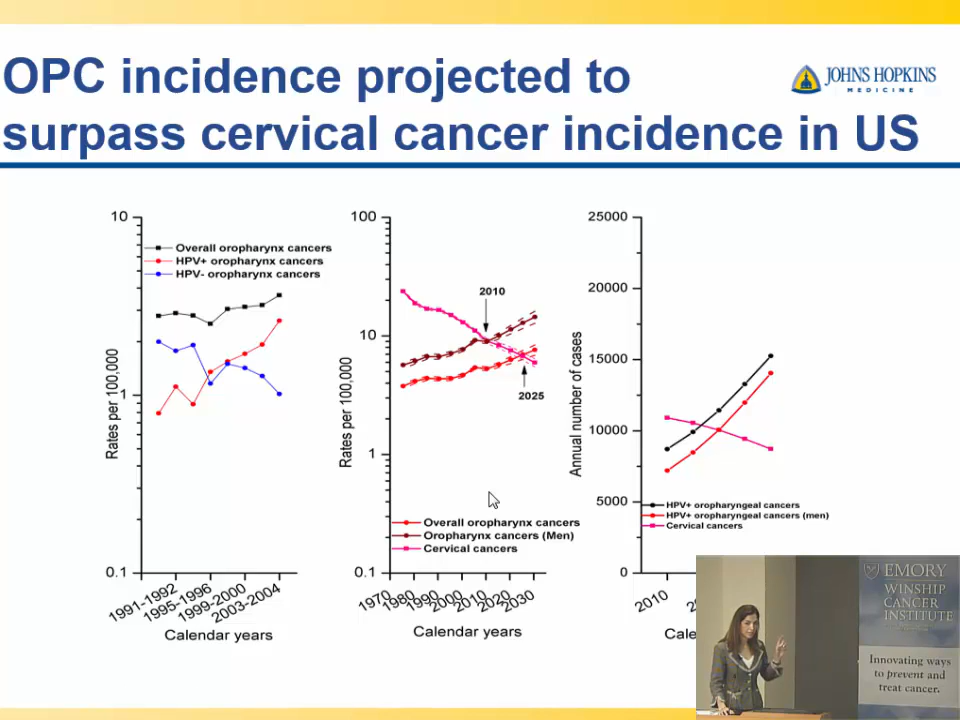 OPC incidence projected to
surpass cervical cancer incidence in US
JOHNS HOPKINS
MEDICINE
10
1
0.1
Rates per 100,000
Overall oropharynx cancers
HPV+ oropharynx cancers
HPV- oropharynx cancers
1991-1992
1995-1996
1999-2000
2003-2004
Calendar years
100
10
1
0.1
Rates per 100,000
2010
2025
Overall oropharynx cancers
Oropharynx cancers (Men)
Cervical cancers
1970
1980
1990
2000
2010
2020
2030
Calendar years
25000
20000
15000
10000
5000
0
Annual number of cases
HPV+ oropharyngeal cancers
HPV+ oropharyngeal cancers (men)
Cervical cancers
2010
EMORY
WINSHIP
CANCER
INSTITUTE
Innovating ways
to prevent and
treat cancer.